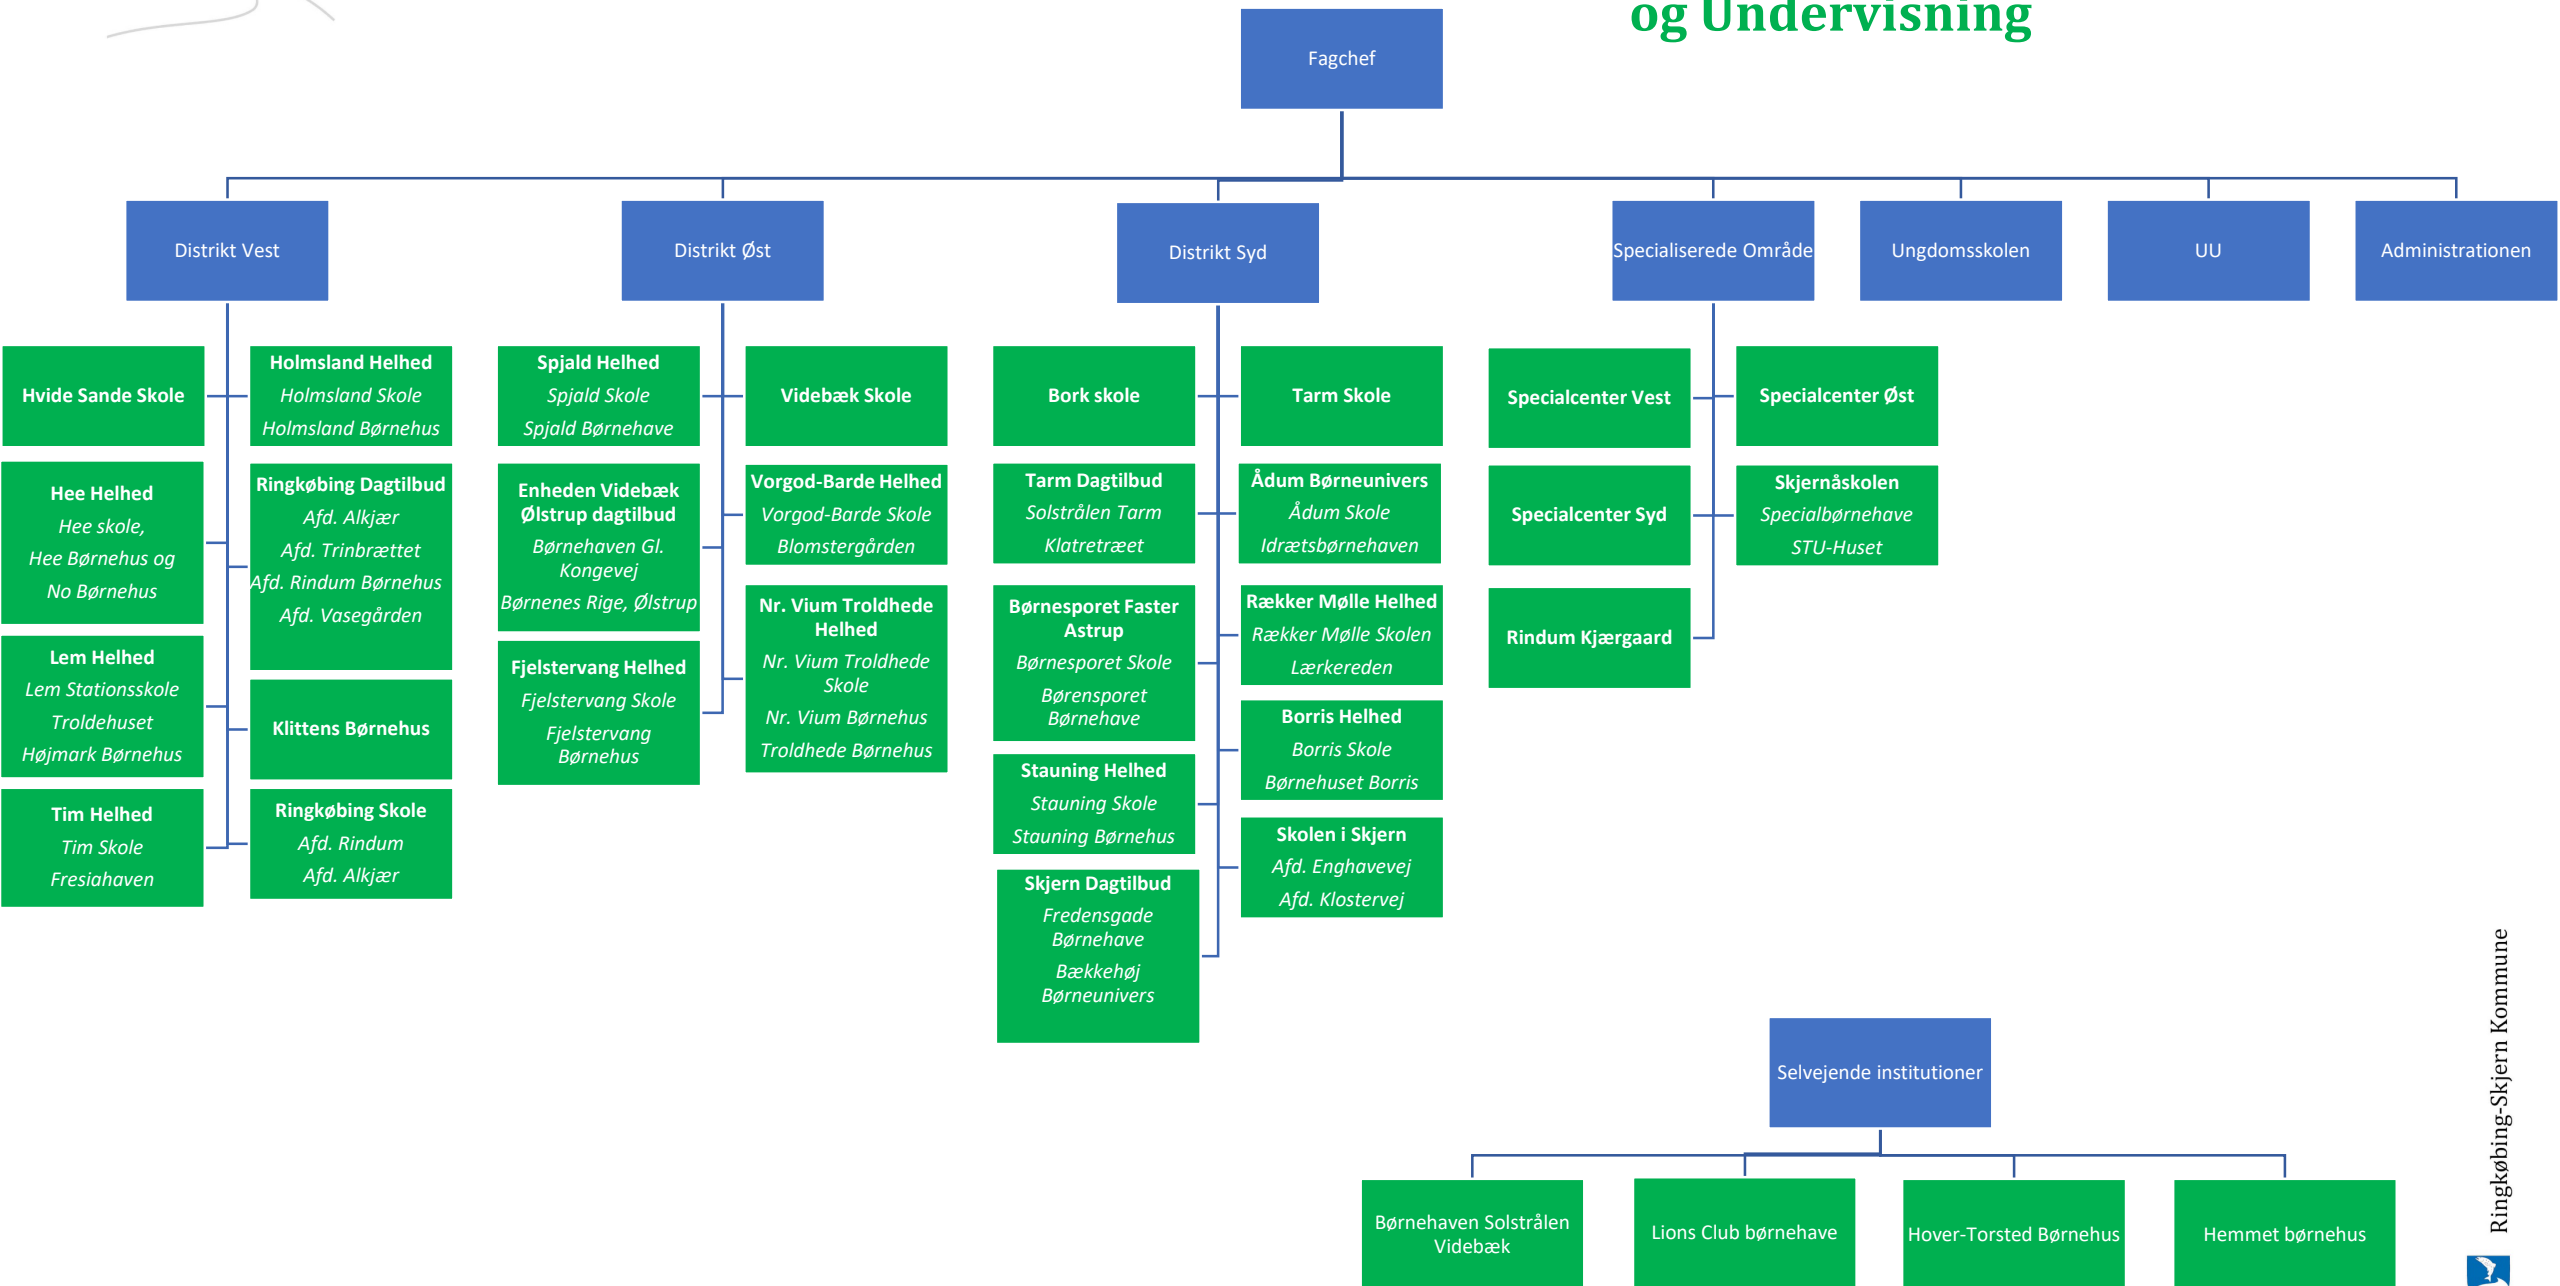 og Undervisning
Fagchef
Distrikt Vest
Distrikt Øst
Distrikt Syd
Specialiserede Område
Ungdomsskolen
UU
Administrationen
Hvide Sande Skole
Holmsland Helhed
Holmsland Skole
Holmsland Børnehus
Hee Helhed
Hee skole,
Hee Børnehus og
No Børnehus
Ringkøbing Dagtilbud
Afd. Alkjær
Afd. Trinbrættet
Afd. Rindum Børnehus
Afd. Vasegården
Lem Helhed
Lem Stationsskole
Troldehuset
Højmark Børnehus
Klittens Børnehus
Tim Helhed
Tim Skole
Fresiahaven
Ringkøbing Skole
Afd. Rindum
Afd. Alkjær
Spjald Helhed
Spjald Skole
Spjald Børnehave
Videbæk Skole
Enheden Videbæk
Ølstrup dagtilbud
Børnehaven Gl.
Kongevej
Børnenes Rige, Ølstrup
Vorgod-Barde Helhed
Vorgod-Barde Skole
Blomstergården
Fjelstervang Helhed
Fjelstervang Skole
Fjelstervang
Børnehus
Nr. Vium Troldhede
Helhed
Nr. Vium Troldhede
Skole
Nr. Vium Børnehus
Troldhede Børnehus
Bork skole
Tarm Skole
Tarm Dagtilbud
Solstrålen Tarm
Klatretræet
Ådum Børneunivers
Ådum Skole
Idrætsbørnehaven
Børnesporet Faster
Astrup
Børnesporet Skole
Børensporet
Børnehave
Rækker Mølle Helhed
Rækker Mølle Skolen
Lærkereden
Stauning Helhed
Stauning Skole
Stauning Børnehus
Borris Helhed
Borris Skole
Børnehuset Borris
Skjern Dagtilbud
Fredensgade
Børnehave
Bækkehøj
Børneunivers
Skolen i Skjern
Afd. Enghavevej
Afd. Klostervej
Specialcenter Vest
Specialcenter Øst
Specialcenter Syd
Skjernåskolen
Specialbørnehave
STU-Huset
Rindum Kjærgaard
Selvejende institutioner
Børnehaven Solstrålen
Videbæk
Lions Club børnehave
Hover-Torsted Børnehus
Hemmet børnehus
Ringkøbing-Skjern Kommune